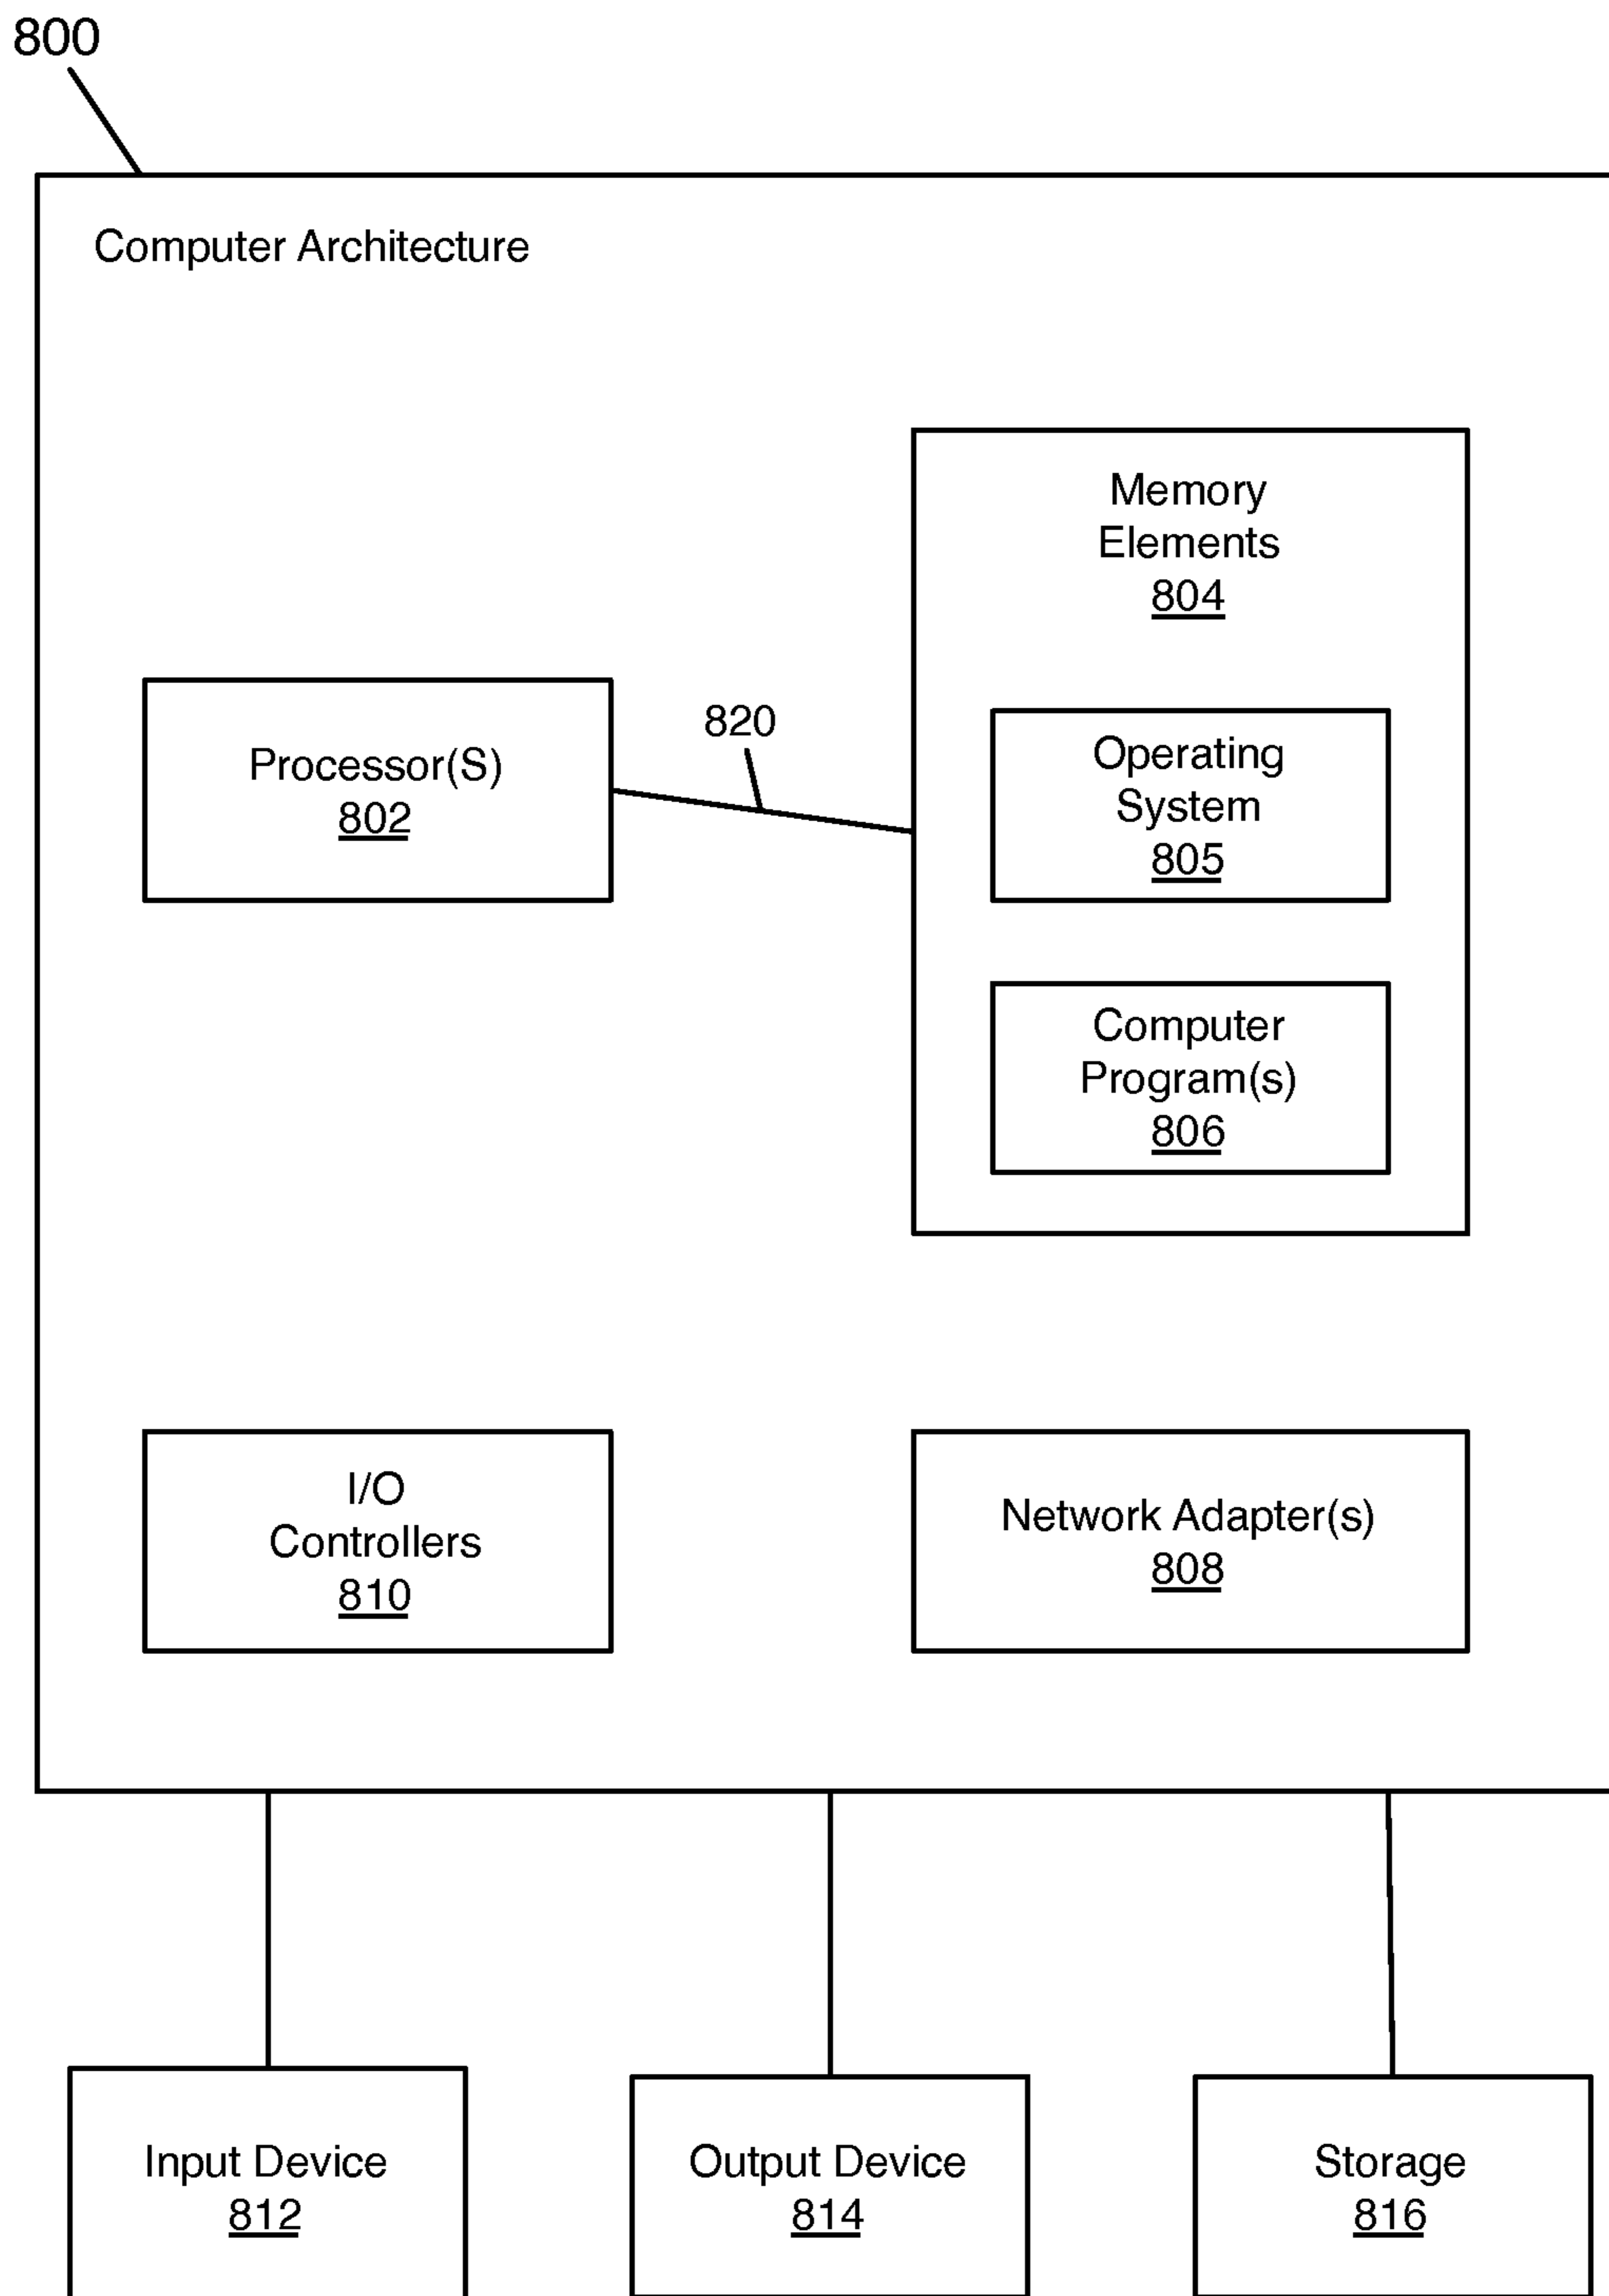 800
Computer Architecture
Memory
Elements
804
Processor(S)
802
820
Operating
System
805
Computer
Program(s)
806
I/O
Controllers
810
Network Adapter(s)
808
Input Device
812
Output Device
814
Storage
816